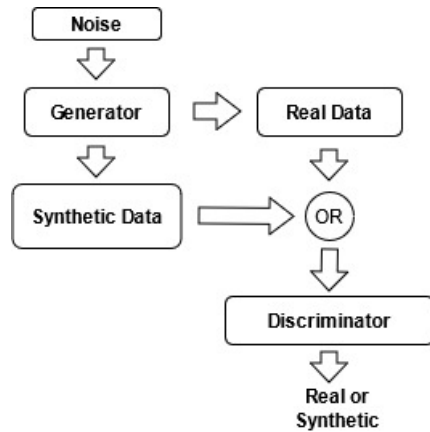 Noise
Generator
Real Data
Synthetic Data
OR
Discriminator
Real or
Synthetic